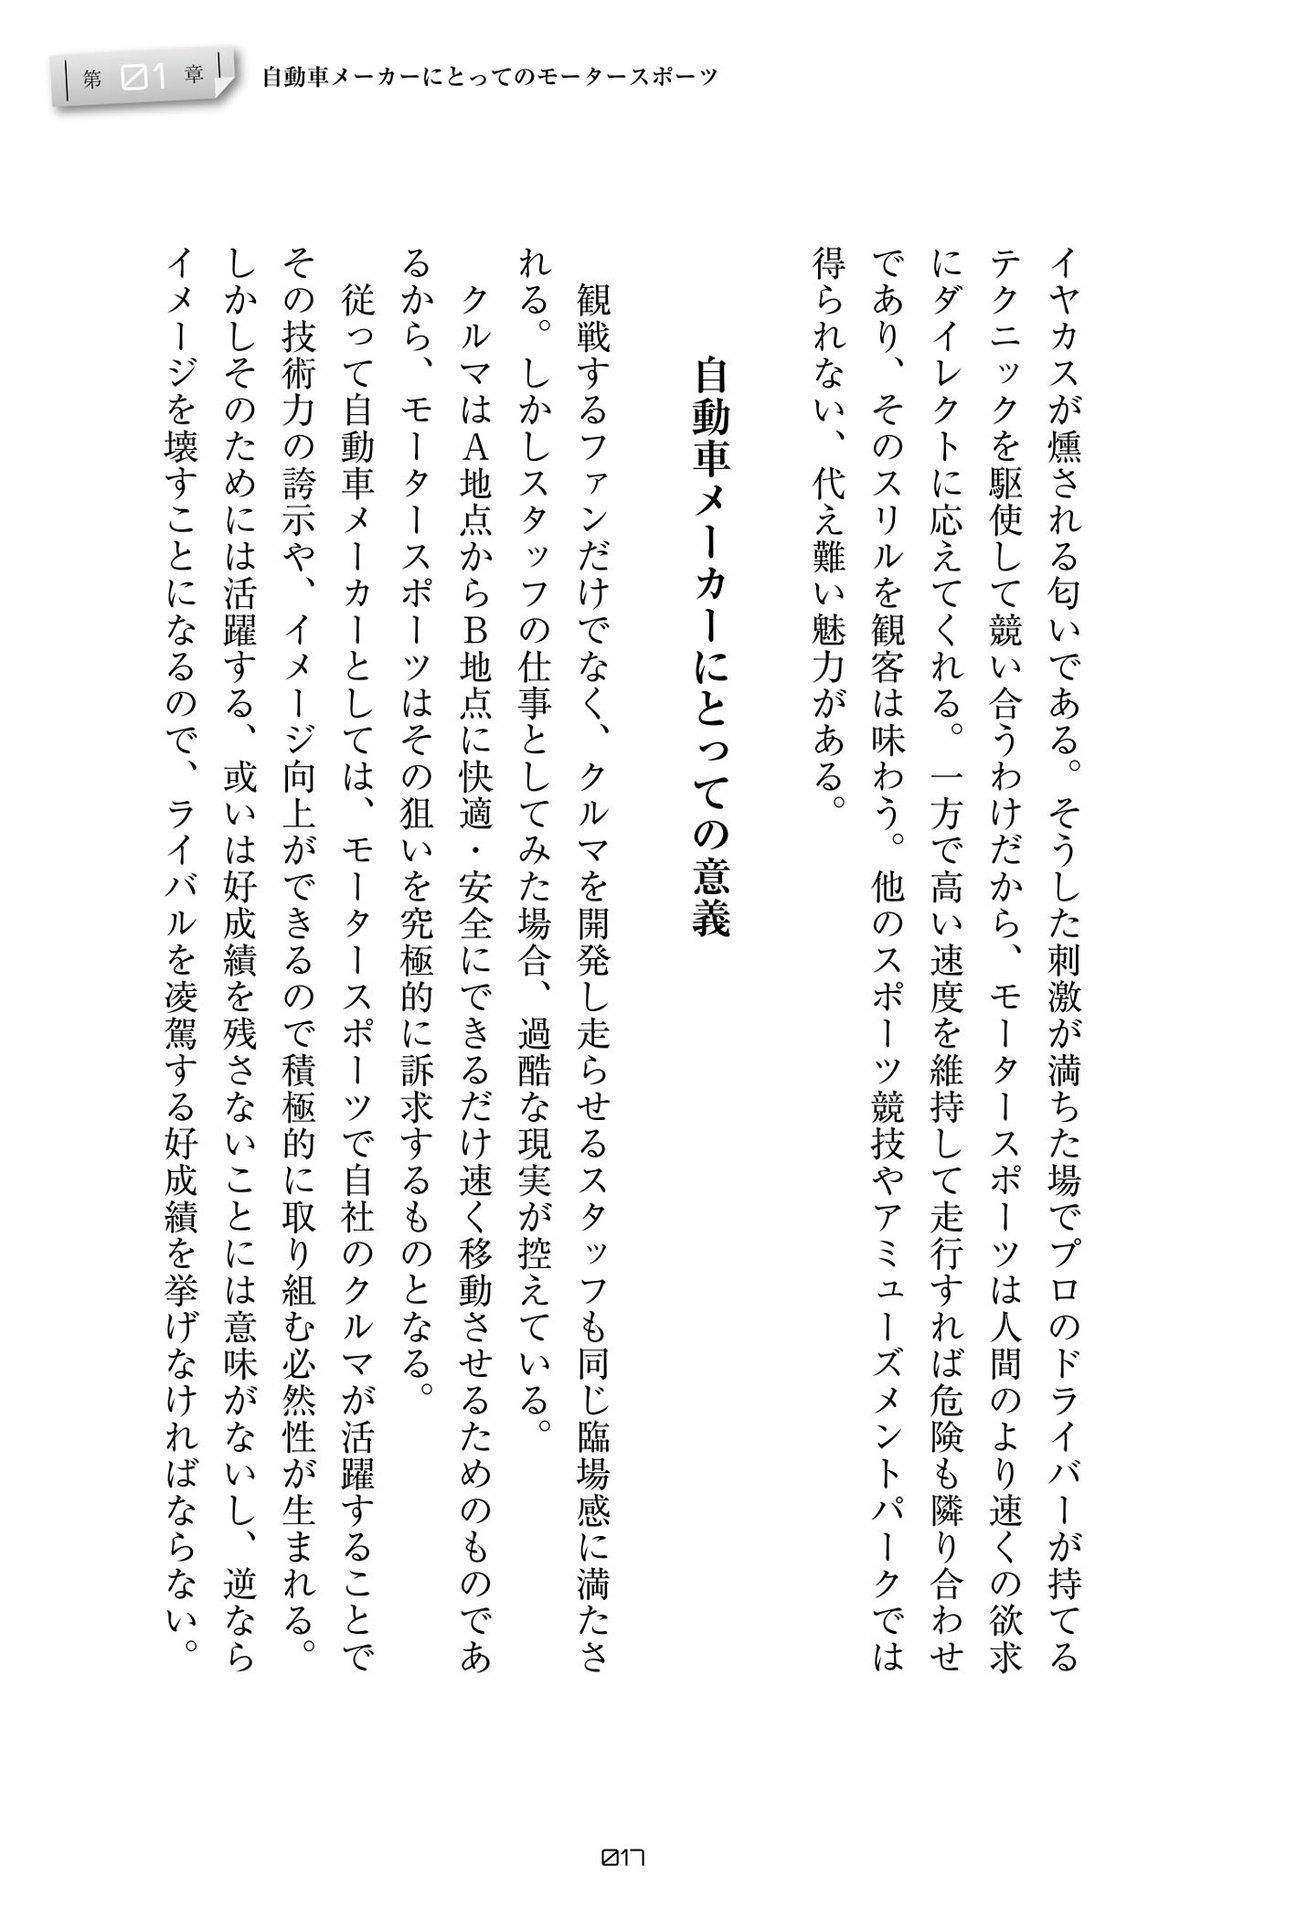 第01章
自動車メーカーにとってのモータースポーツ
イヤカスが燻される匂いである。そうした刺激が満ちた場でプロのドライバーが持てる
テクニックを駆使して競い合うわけだから、モータースポーツは人間のより速くの欲求
にダイレクトに応えてくれる。一方で高い速度を維持して走行すれば危険も隣り合わせ
であり、そのスリルを観客は味わう。他のスポーツ競技やアミューズメントパークでは
得られない、代え難い魅力がある。
自動車メーカーにとっての意義
観戦するファンだけでなく、クルマを開発し走らせるスタッフも同じ臨場感に満たさ
れる。しかしスタッフの仕事としてみた場合、過酷な現実が控えている。
クルマはA地点からB地点に快適・安全にできるだけ速く移動させるためのものであ
るから、モータースポーツはその狙いを究極的に訴求するものとなる。
従って自動車メーカーとしては、モータースポーツで自社のクルマが活躍することで
その技術力の誇示や、イメージ向上ができるので積極的に取り組む必然性が生まれる。
しかしそのためには活躍する、或いは好成績を残さないことには意味がないし、逆なら
イメージを壊すことになるので、ライバルを凌駕する好成績を挙げなければならない。
017